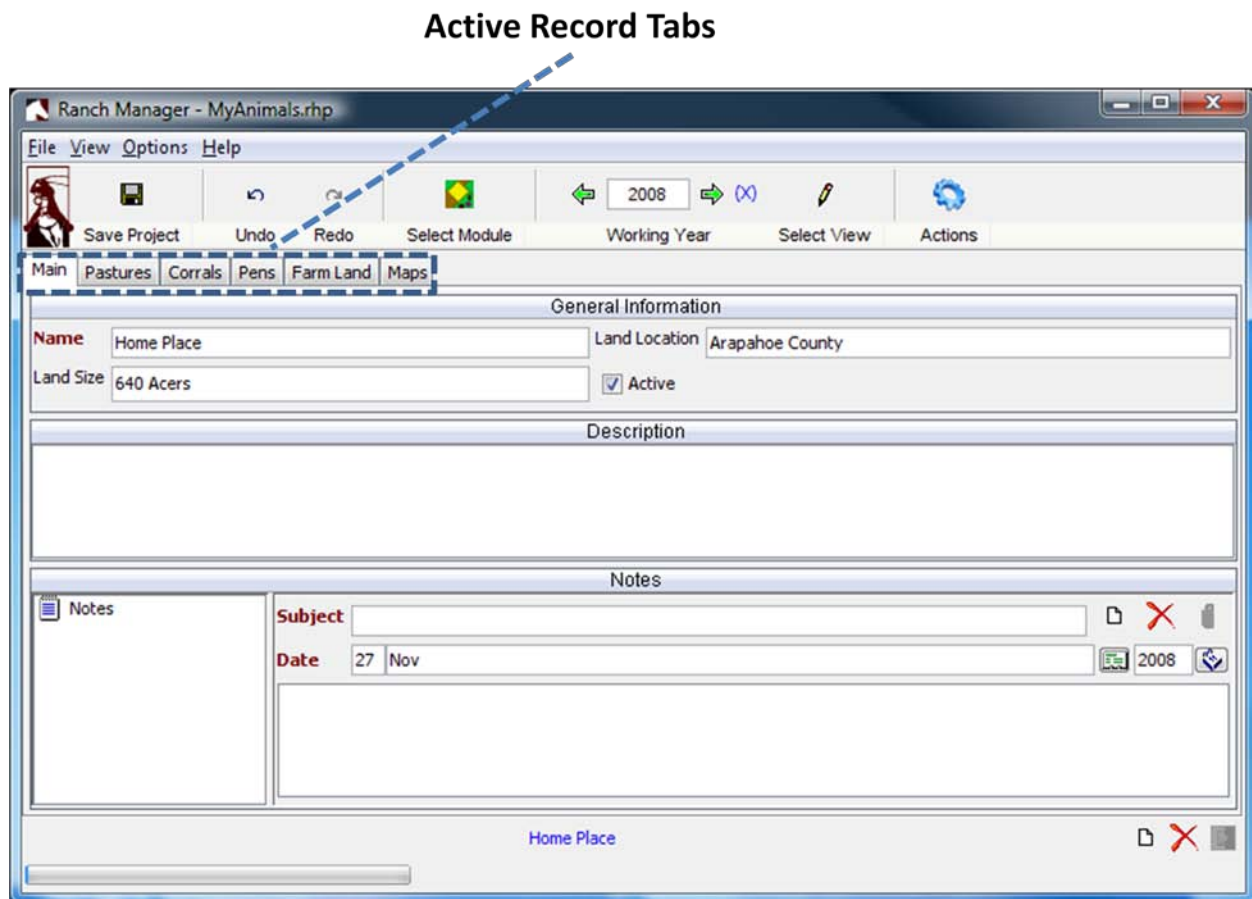 Active Record Tabs
Ranch Manager - MyAnimals.rhp
File View Options Help
2008 (X)
Save Project Undo Redo Select Module Working Year Select View Actions
Main Pastures Corrals Pens Farm Land Maps
General Information
Name Home Place Land Location Arapahoe County
Land Size 640 Acers Active
Description
Notes
Notes Subject
Date 27 Nov 2008
Home Place